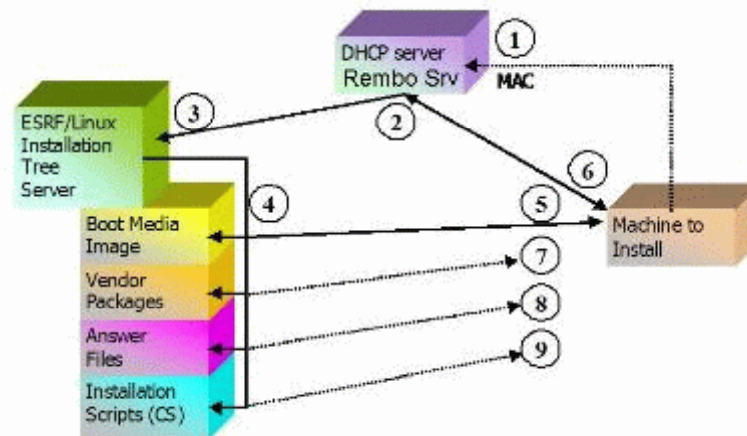 1
DHCP server
Rembo Srv
MAC
2
3
ESRF/Linux
Installation
Tree
Server
4
5
6
Boot Media
Image
Machine to
Install
7
Vendor
Packages
8
Answer
Files
9
Installation
Scripts (CS)